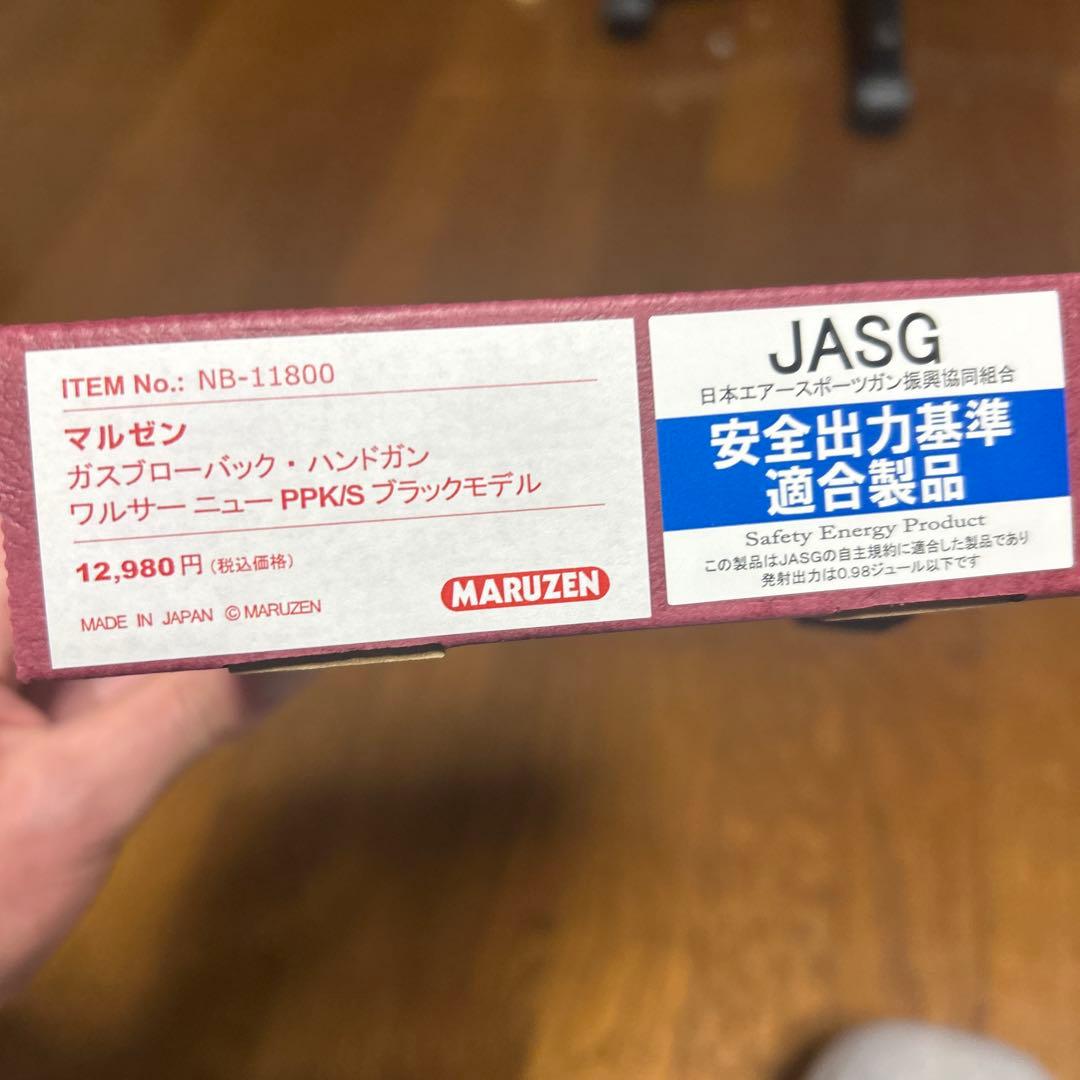 ITEM No.: NB-11800
マルゼン
ガスブローバック・ハンドガン
ワルサー ニュー PPK/S ブラックモデル
12,980円 (税込価格)
MADE IN JAPAN © MARUZEN
MARUZEN
JASG
日本エアースポーツガン振興協同組合
安全出力基準
適合製品
Safety Energy Product
この製品はJASGの自主規約に適合した製品であり
発射出力は0.98ジュール以下です